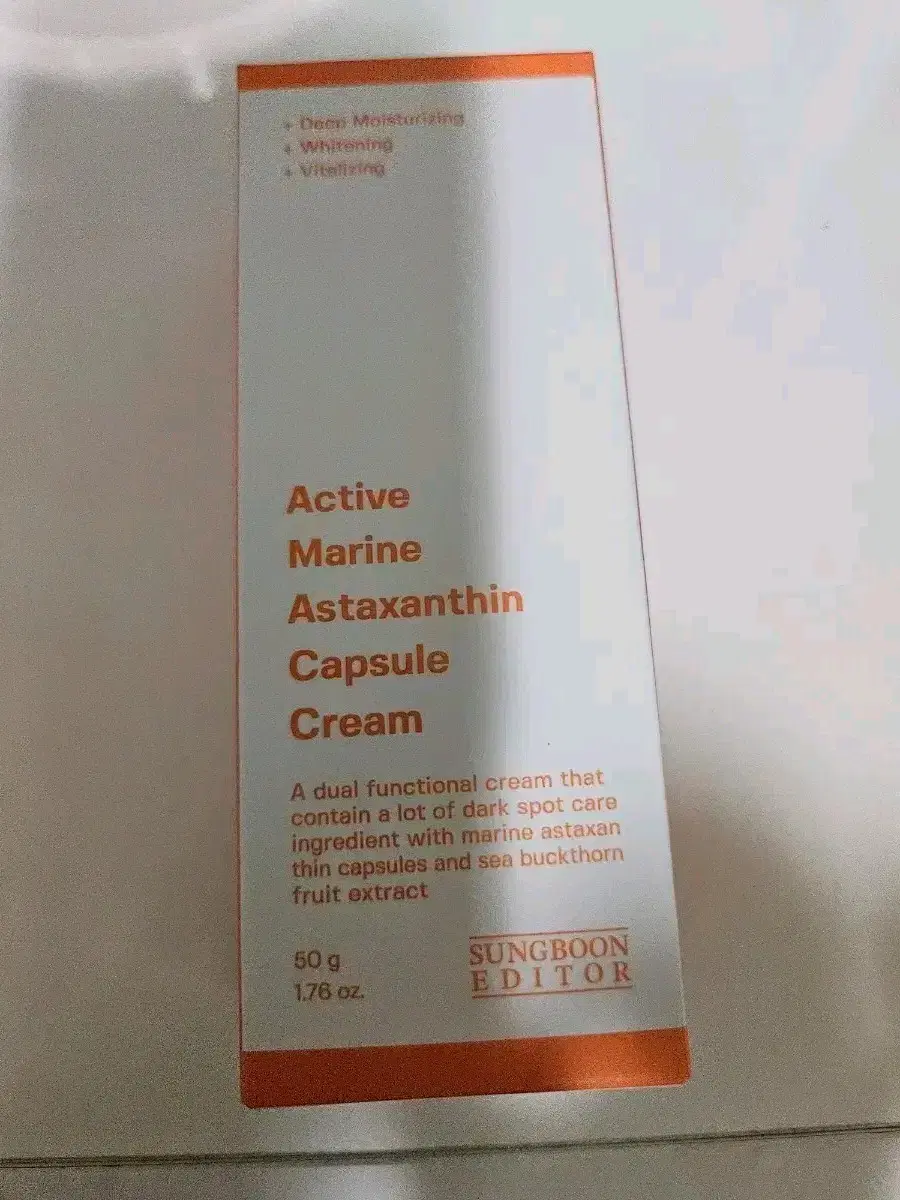 + Deep Moisturizing
+ Whitening
+ Vitalizing
Active
Marine
Astaxanthin
Capsule
Cream
A dual functional cream that
contain a lot of dark spot care
ingredient with marine astaxan
thin capsules and sea buckthorn
fruit extract
50 g
1.76 oz.
SUNGBOON
EDITOR